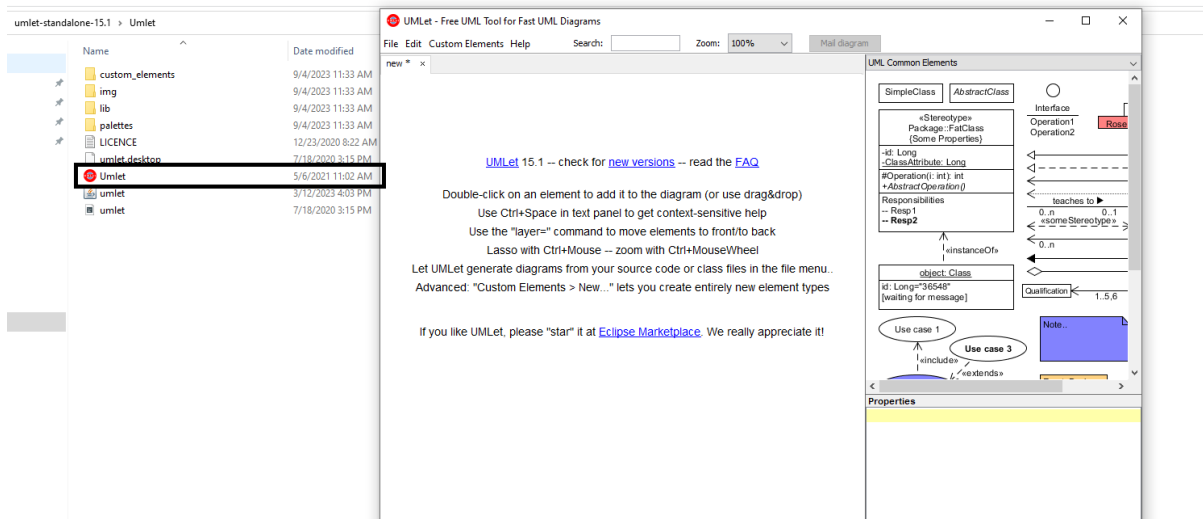 umlet-standalone-15.1 > Umlet
Name
Date modified
custom_elements
9/4/2023 11:33 AM
img
9/4/2023 11:33 AM
lib
9/4/2023 11:33 AM
palettes
9/4/2023 11:33 AM
LICENCE
12/23/2020 8:22 AM
umlet.desktop
7/18/2020 3:15 PM
Umlet
5/6/2021 11:02 AM
umlet
3/12/2023 4:03 PM
umlet
7/18/2020 3:15 PM
UMLet - Free UML Tool for Fast UML Diagrams
File Edit Custom Elements Help Search: Zoom: 100% Mail diagram
new *
UMLet 15.1 -- check for new versions -- read the FAQ
Double-click on an element to add it to the diagram (or use drag&drop)
Use Ctrl+Space in text panel to get context-sensitive help
Use the "layer=" command to move elements to front/to back
Lasso with Ctrl+Mouse -- zoom with Ctrl+MouseWheel
Let UMLet generate diagrams from your source code or class files in the file menu..
Advanced: "Custom Elements > New..." lets you create entirely new element types
If you like UMLet, please "star" it at Eclipse Marketplace. We really appreciate it!
UML Common Elements
SimpleClass
AbstractClass
Interface
Operation1
Operation2
Rose
«Stereotype»
Package::FatClass
{Some Properties}
-id: Long
-ClassAttribute: Long
#Operation(i: int): int
+AbstractOperation()
Responsibilities
-- Resp1
-- Resp2
teaches to
0..n
0..1
«someStereotype»
0..n
«instanceOf»
object: Class
id: Long="36548"
[waiting for message]
Qualification
1..5,6
Use case 1
Use case 3
Note..
«include»
«extends»
Properties